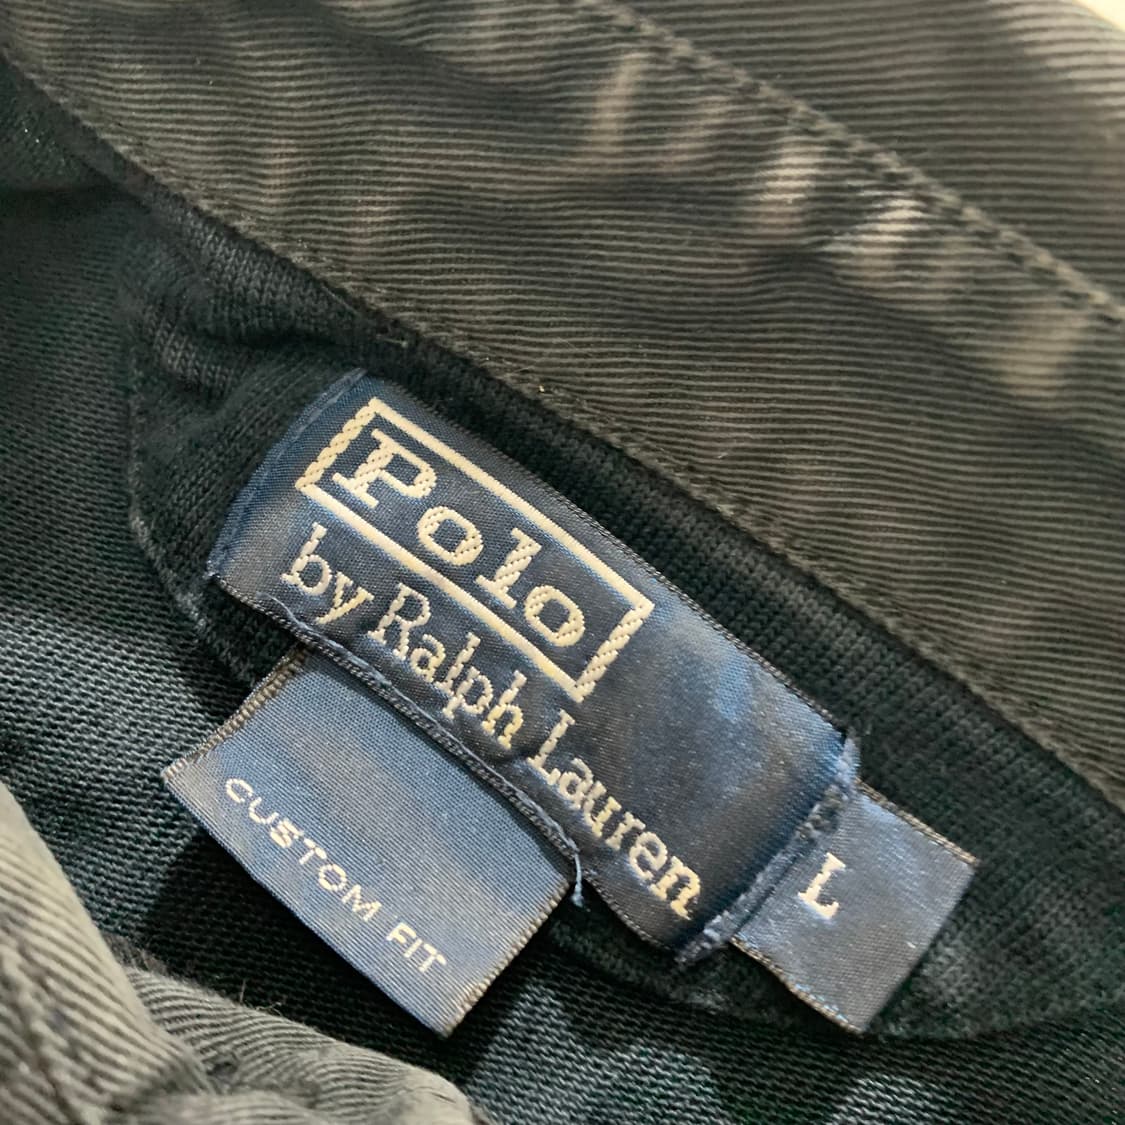 Polo
by Ralph Lauren
L
CUSTOM FIT